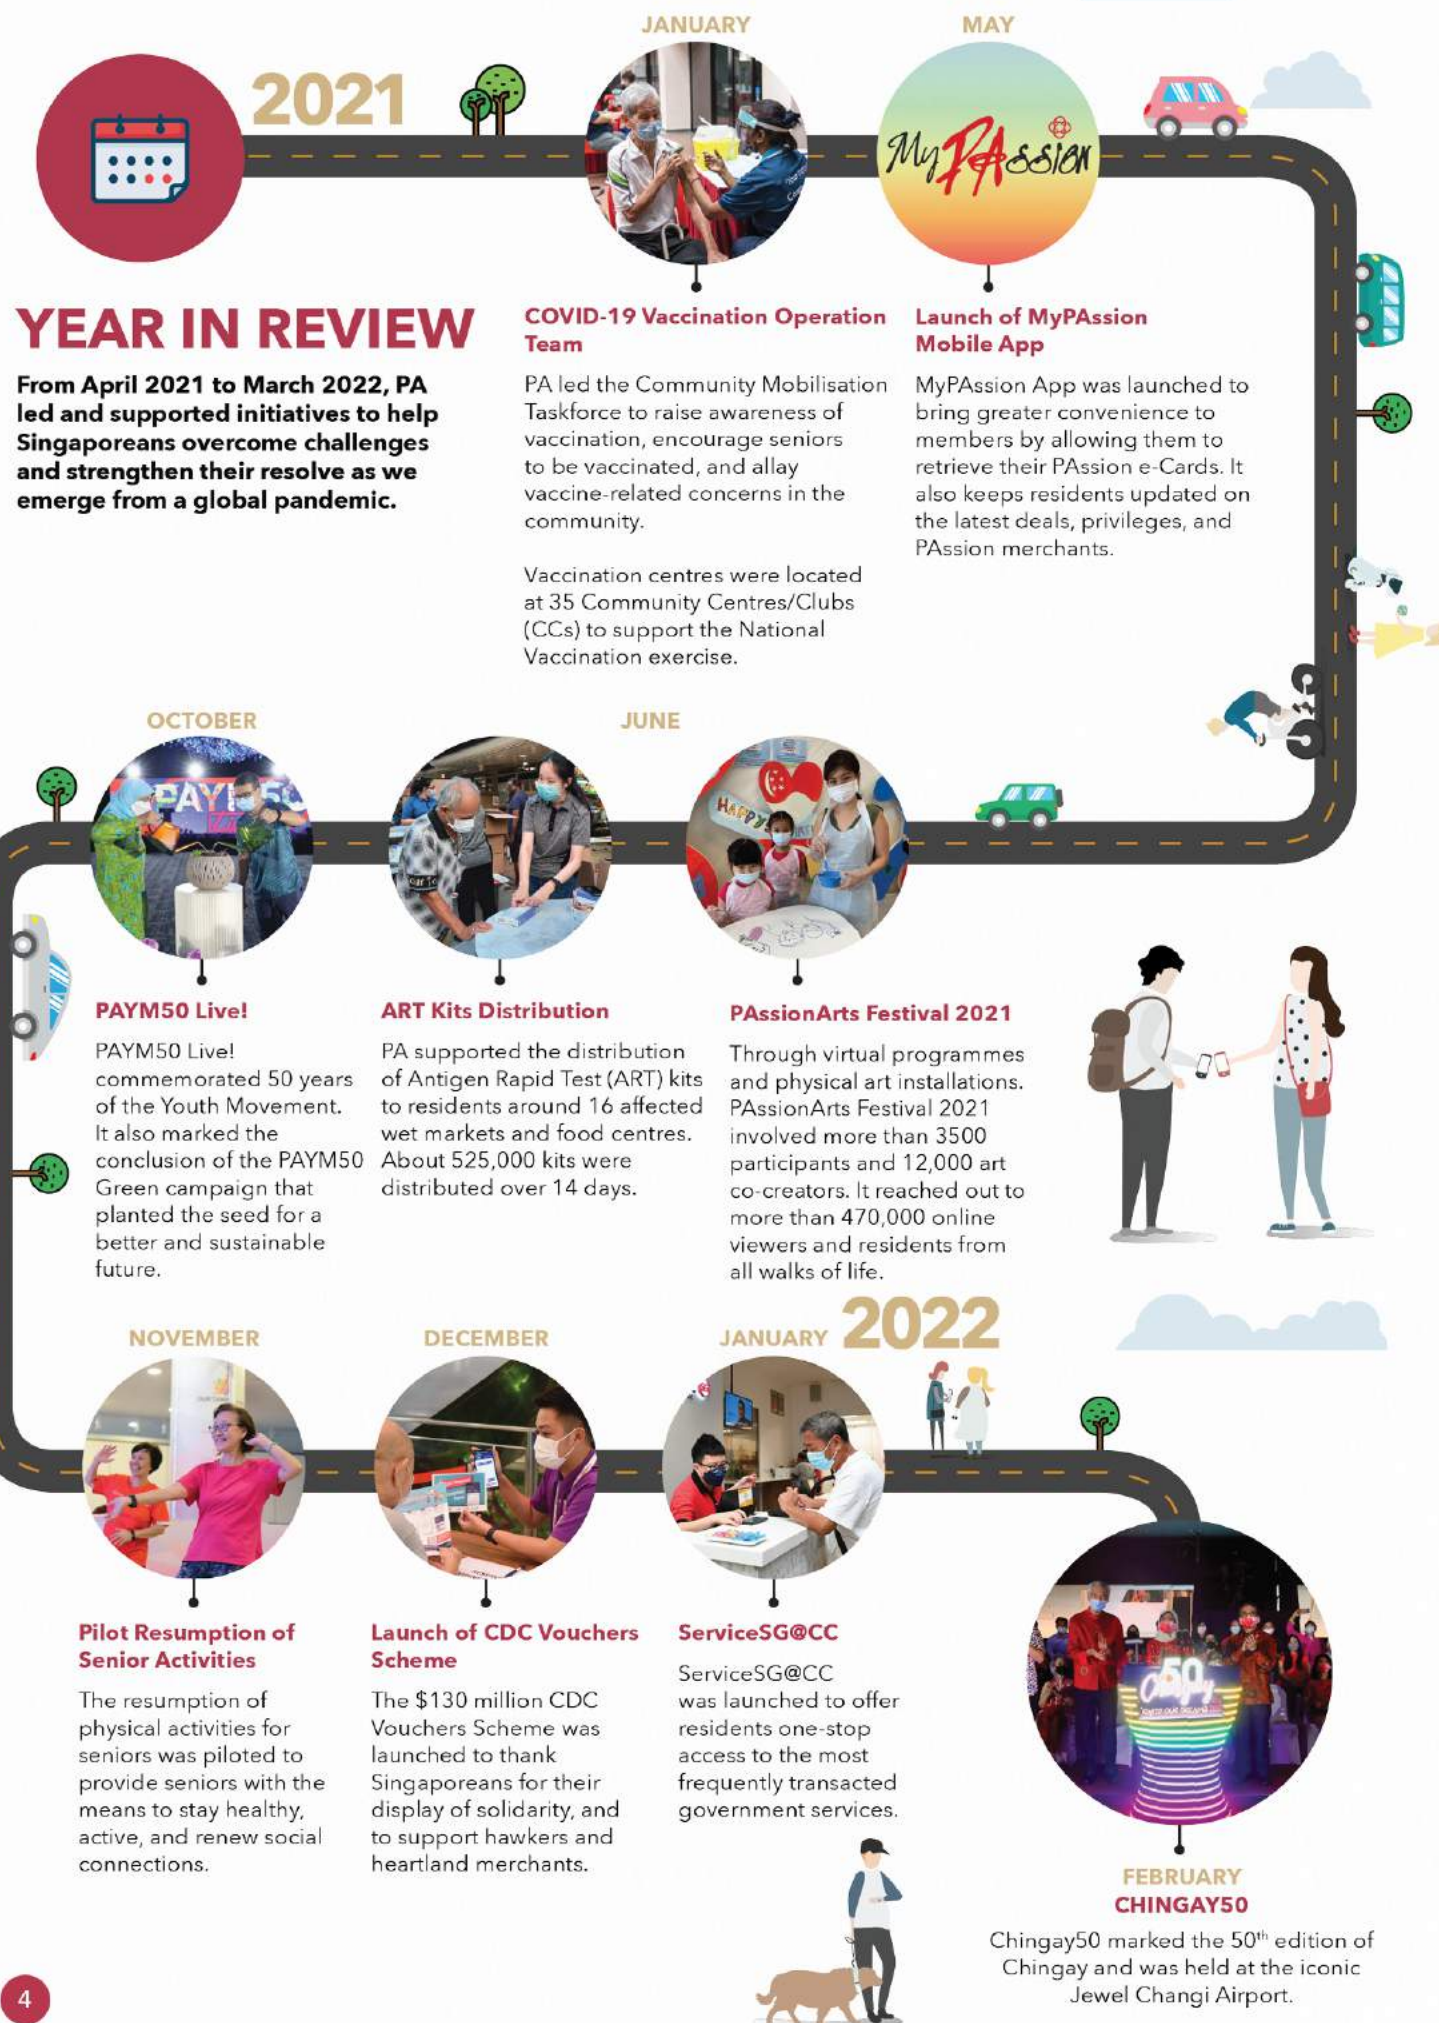 2021
JANUARY
MAY
MyPAssion
YEAR IN REVIEW
From April 2021 to March 2022, PA
led and supported initiatives to help
Singaporeans overcome challenges
and strengthen their resolve as we
emerge from a global pandemic.
COVID-19 Vaccination Operation
Team
PA led the Community Mobilisation
Taskforce to raise awareness of
vaccination, encourage seniors
to be vaccinated, and allay
vaccine-related concerns in the
community.
Vaccination centres were located
at 35 Community Centres/Clubs
(CCs) to support the National
Vaccination exercise.
Launch of MyPAssion
Mobile App
MyPAssion App was launched to
bring greater convenience to
members by allowing them to
retrieve their PAssion e-Cards. It
also keeps residents updated on
the latest deals, privileges, and
PAssion merchants.
OCTOBER
JUNE
HAPPY
PAYM50 Live!
PAYM50 Live!
commemorated 50 years
of the Youth Movement.
It also marked the
conclusion of the PAYM50
Green campaign that
planted the seed for a
better and sustainable
future.
ART Kits Distribution
PA supported the distribution
of Antigen Rapid Test (ART) kits
to residents around 16 affected
wet markets and food centres.
About 525,000 kits were
distributed over 14 days.
PAssionArts Festival 2021
Through virtual programmes
and physical art installations.
PAssionArts Festival 2021
involved more than 3500
participants and 12,000 art
co-creators. It reached out to
more than 470,000 online
viewers and residents from
all walks of life.
NOVEMBER
DECEMBER
JANUARY 2022
Pilot Resumption of
Senior Activities
The resumption of
physical activities for
seniors was piloted to
provide seniors with the
means to stay healthy,
active, and renew social
connections.
Launch of CDC Vouchers
Scheme
The $130 million CDC
Vouchers Scheme was
launched to thank
Singaporeans for their
display of solidarity, and
to support hawkers and
heartland merchants.
ServiceSG@CC
ServiceSG@CC
was launched to offer
residents one-stop
access to the most
frequently transacted
government services.
50
Chingay
FEBRUARY
CHINGAY50
Chingay50 marked the 50th edition of
Chingay and was held at the iconic
Jewel Changi Airport.
4